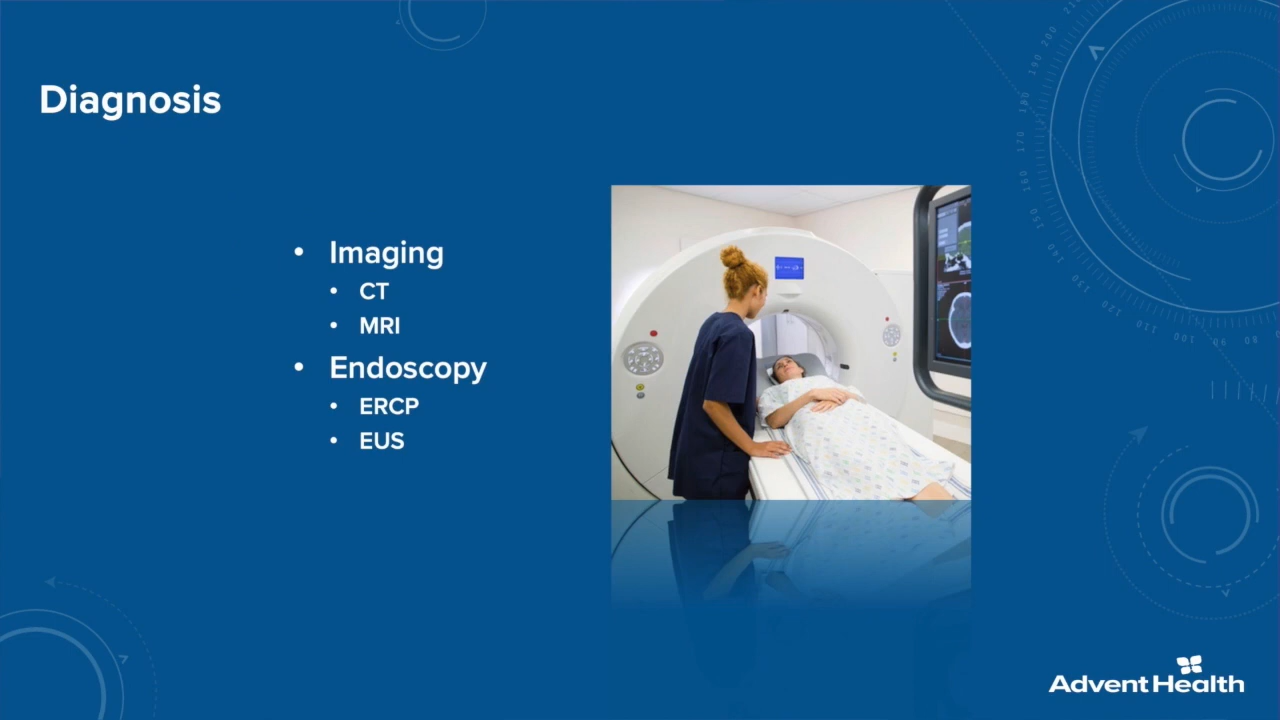 Diagnosis
• Imaging
• CT
• MRI
• Endoscopy
• ERCP
• EUS
AdventHealth